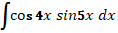 ∫cos 4x sin5x dx